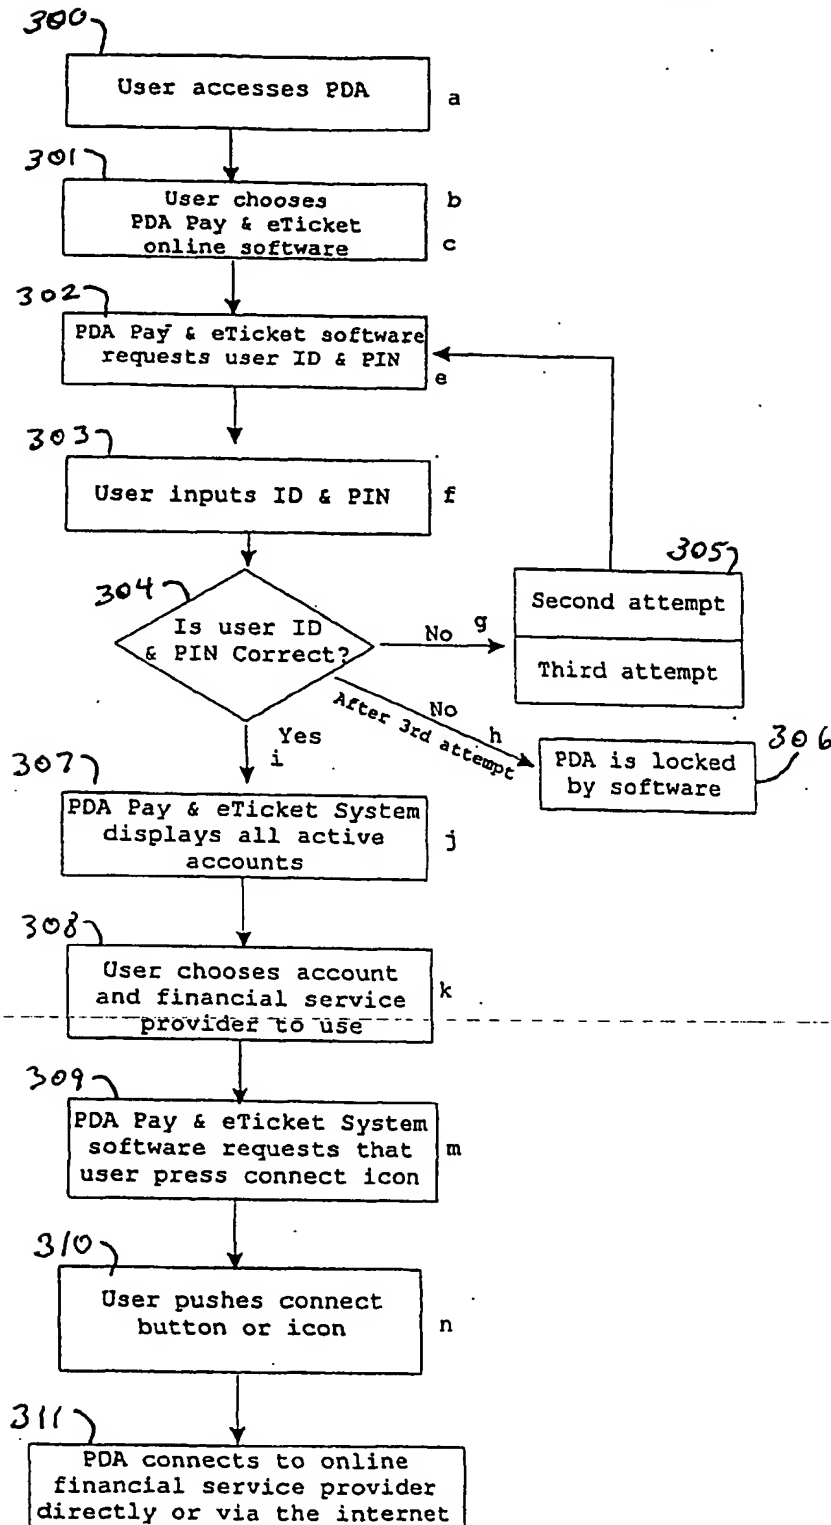 300
User accesses PDA
a
301
User chooses
b
PDA Pay & eTicket
online software
c
302
PDA Pay & eTicket software
requests user ID & PIN
e
303
User inputs ID & PIN
f
304
Is user ID
& PIN Correct?
No
g
305
Second attempt
Third attempt
No
h
After 3rd attempt
306
PDA is locked
by software
Yes
i
307
PDA Pay & eTicket System
displays all active
accounts
j
308
User chooses account
and financial service
provider to use
k
309
PDA Pay & eTicket System
software requests that
user press connect icon
m
310
User pushes connect
button or icon
n
311
PDA connects to online
financial service provider
directly or via the internet